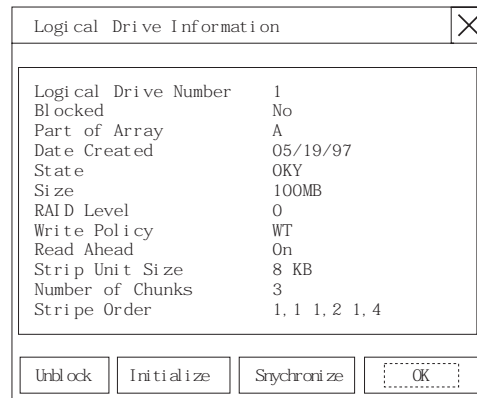 Logical Drive Information
Logical Drive Number 1
Blocked No
Part of Array A
Date Created 05/19/97
State OKY
Size 100MB
RAID Level 0
Write Policy WT
Read Ahead On
Strip Unit Size 8 KB
Number of Chunks 3
Stripe Order 1,1 1,2 1,4
Unblock Initialize Snychronize OK